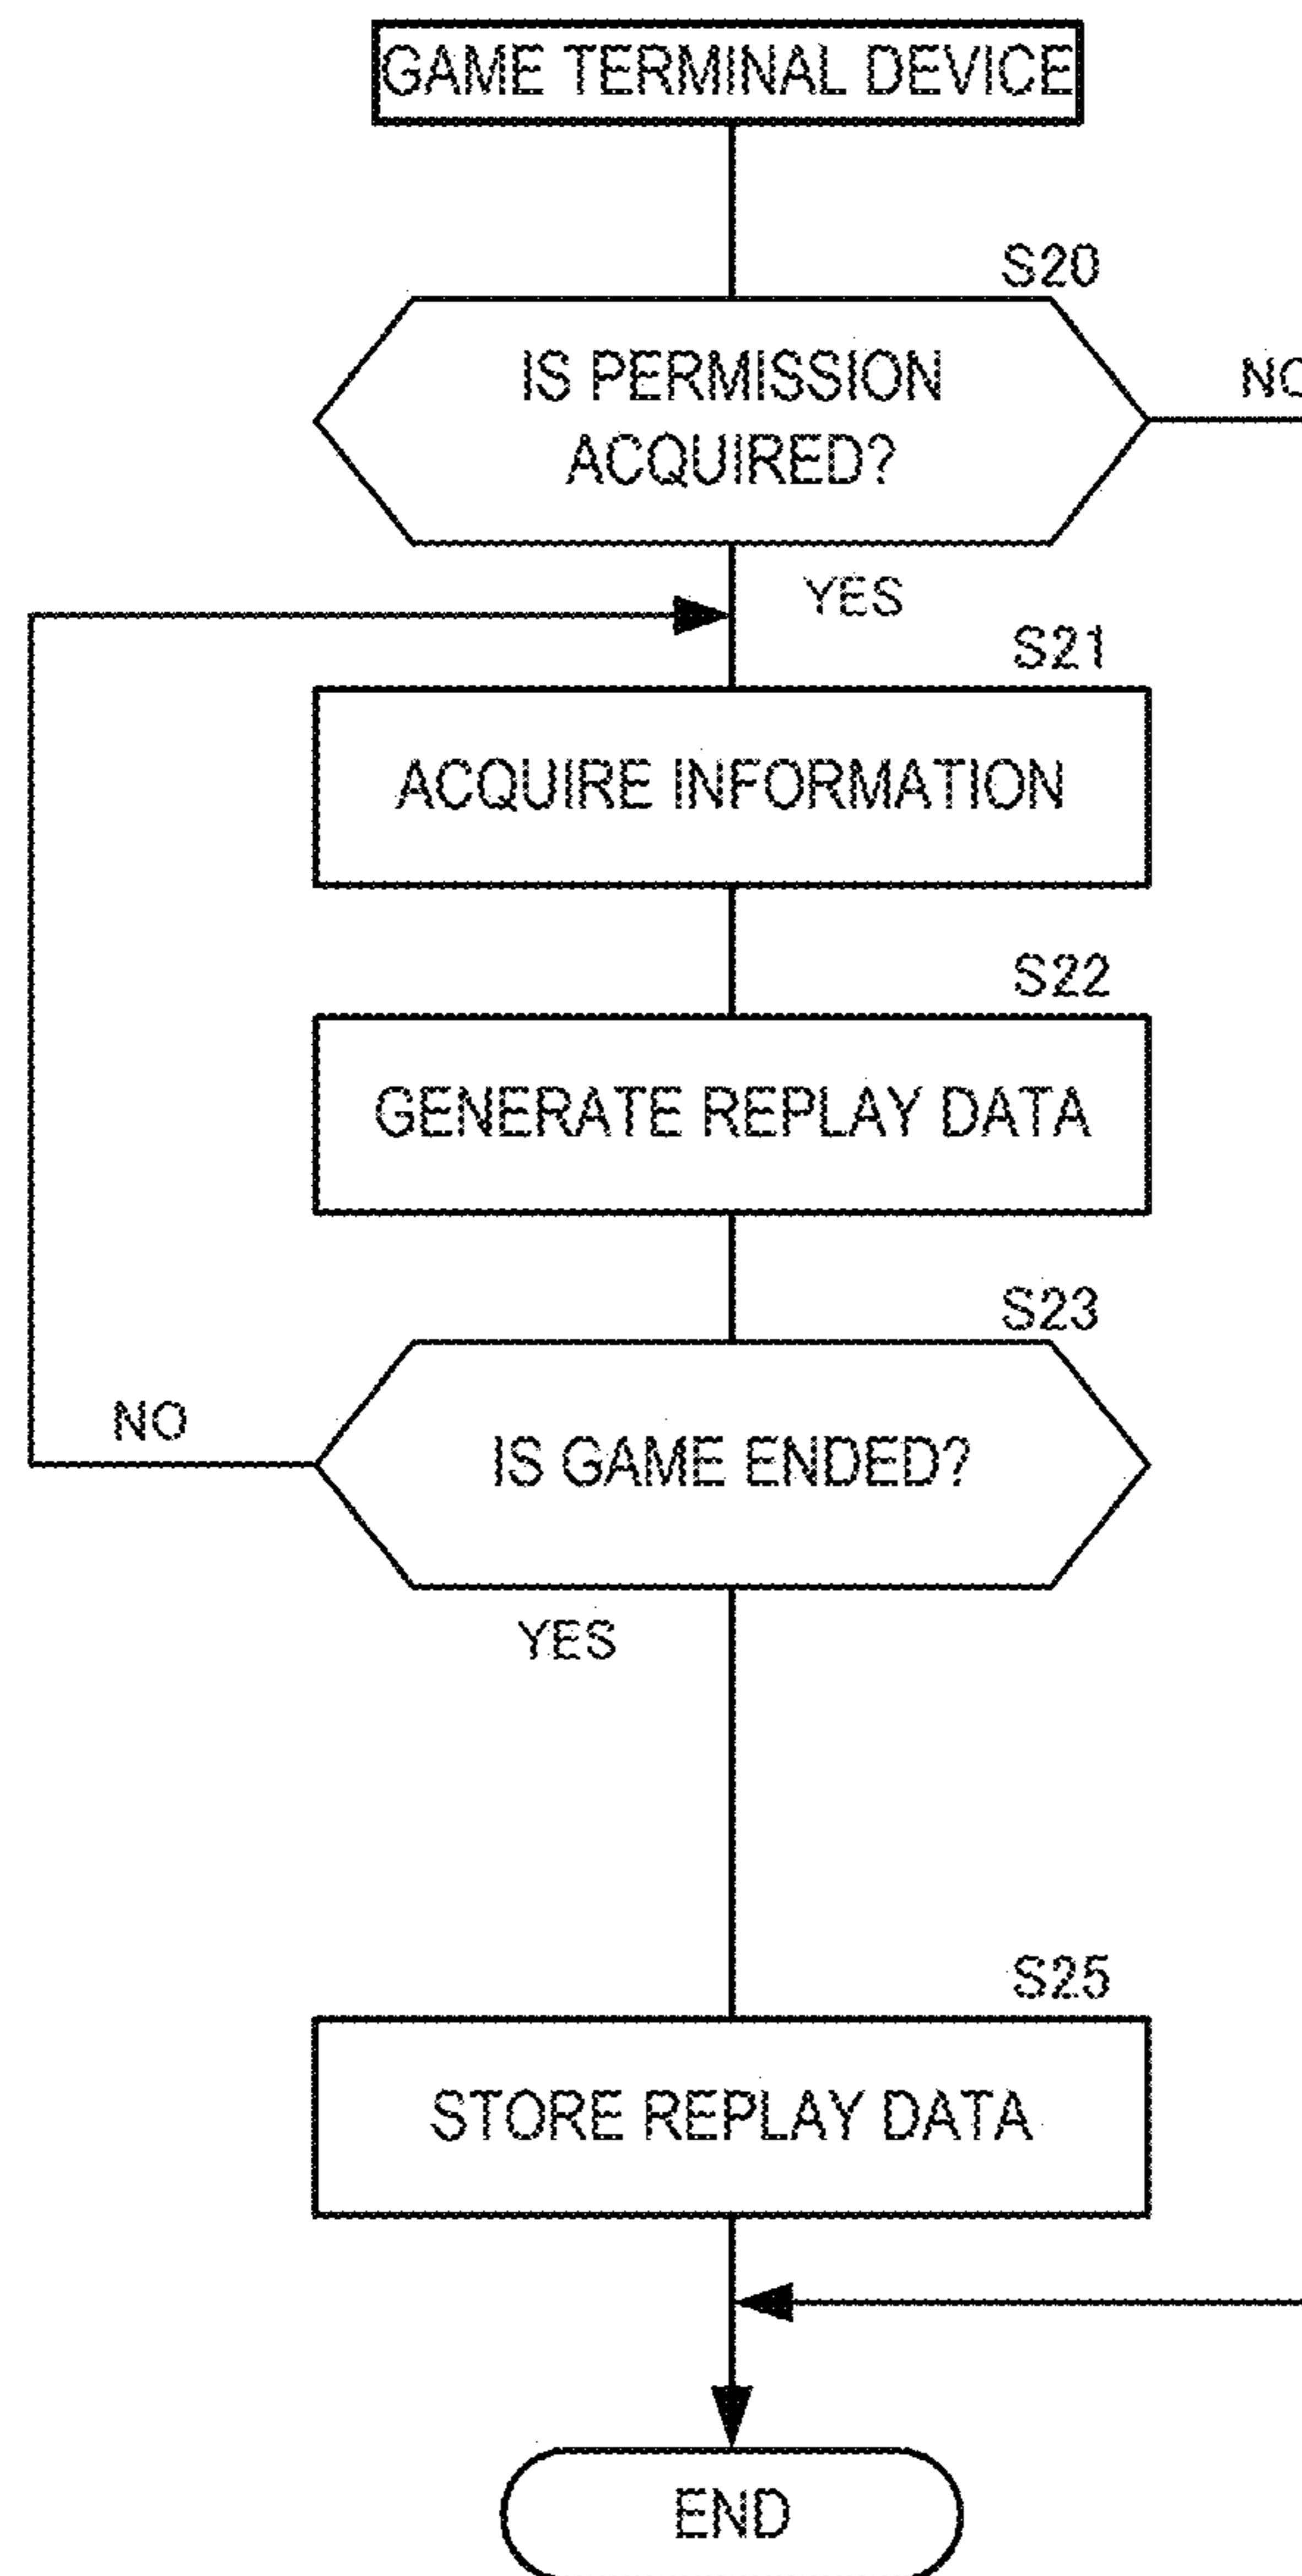 GAME TERMINAL DEVICE
S20
IS PERMISSION
ACQUIRED?
NO
YES
S21
ACQUIRE INFORMATION
S22
GENERATE REPLAY DATA
S23
IS GAME ENDED?
NO
YES
S25
STORE REPLAY DATA
END